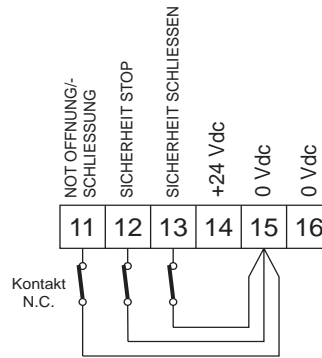 NOT OFFNUNG/-
SCHLIESSUNG
SICHERHEIT STOP
SICHERHEIT SCHLIESSEN
+24 Vdc
0 Vdc
0 Vdc
11 12 13 14 15 16
Kontakt
N.C.